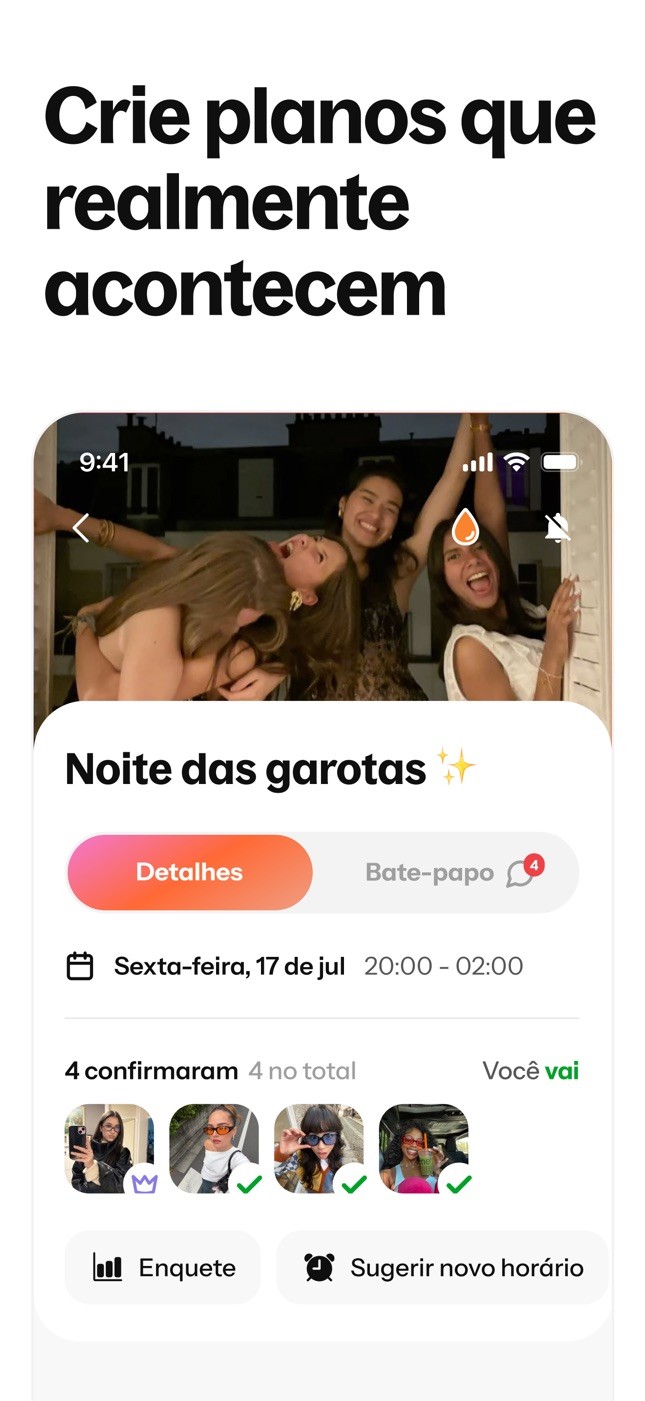 Crie planos que
realmente
acontecem
9:41
Noite das garotas ✨
Detalhes
Bate-papo 4
Sexta-feira, 17 de jul 20:00 - 02:00
4 confirmaram 4 no total Você vai
Enquete
Sugerir novo horário